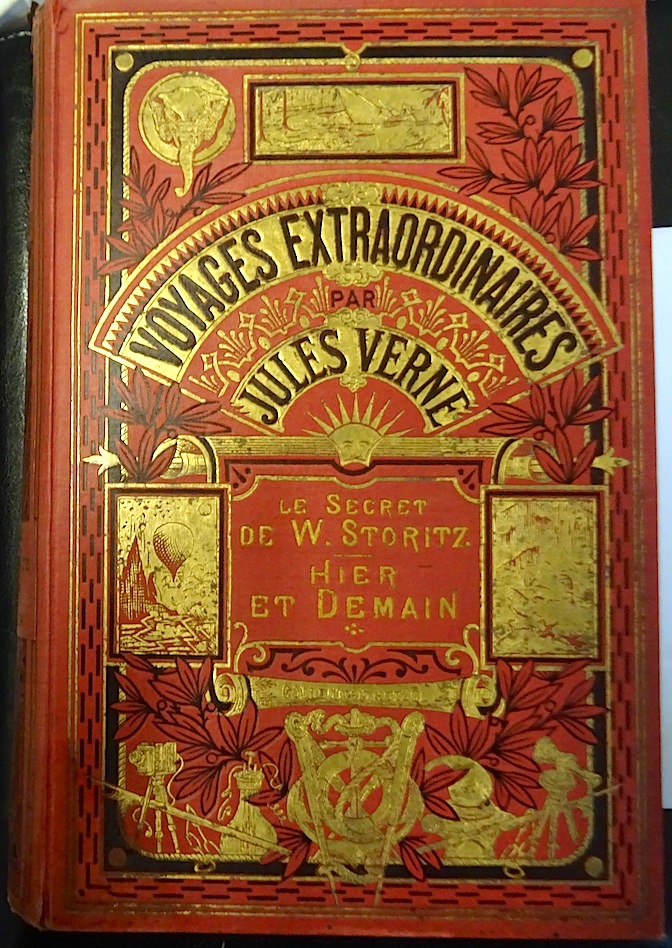 VOYAGES EXTRAORDINAIRES
PAR
JULES VERNE
LE SECRET
DE W. STORITZ
HIER
ET DEMAIN